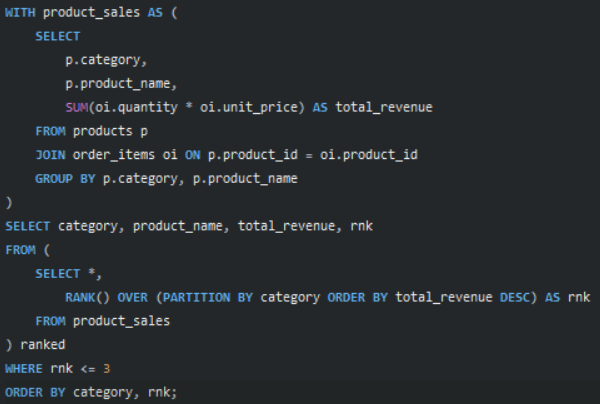 WITH product_sales AS (
    SELECT
        p.category,
        p.product_name,
        SUM(oi.quantity * oi.unit_price) AS total_revenue
    FROM products p
    JOIN order_items oi ON p.product_id = oi.product_id
    GROUP BY p.category, p.product_name
)
SELECT category, product_name, total_revenue, rnk
FROM (
    SELECT *,
        RANK() OVER (PARTITION BY category ORDER BY total_revenue DESC) AS rnk
    FROM product_sales
) ranked
WHERE rnk <= 3
ORDER BY category, rnk;